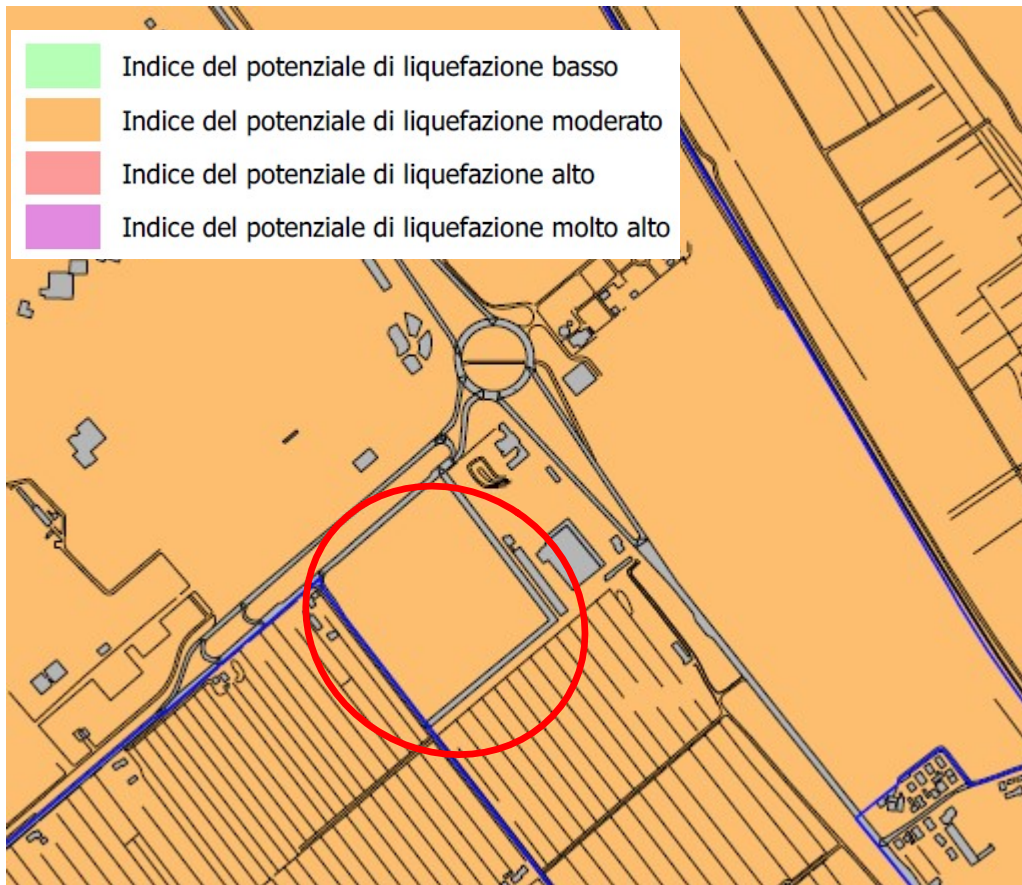 Indice del potenziale di liquefazione basso
Indice del potenziale di liquefazione moderato
Indice del potenziale di liquefazione alto
Indice del potenziale di liquefazione molto alto